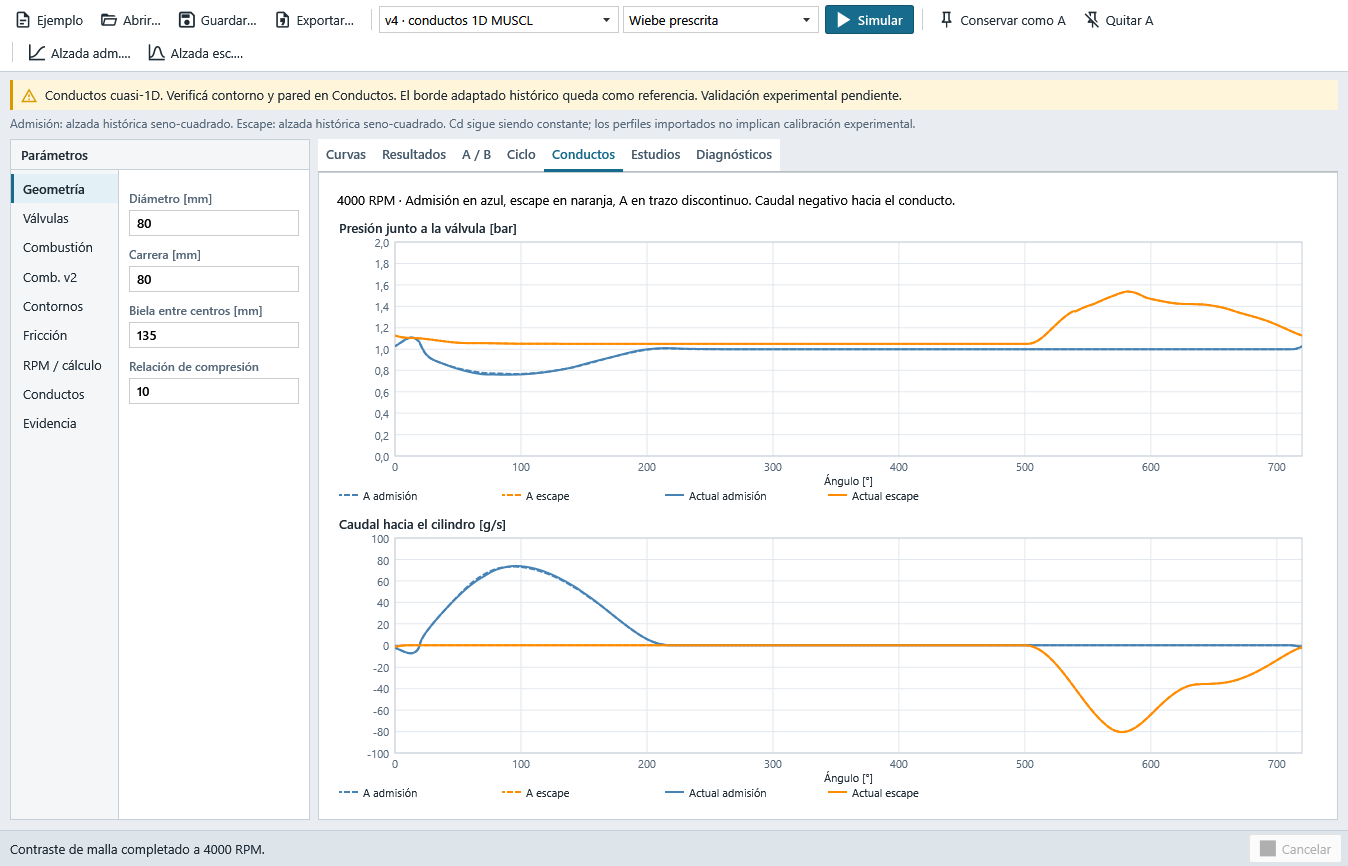 Ejemplo Abrir... Guardar... Exportar... v4 · conductos 1D MUSCL Wiebe prescrita Simular Conservar como A Quitar A
Alzada adm.... Alzada esc....
Conductos cuasi-1D. Verificá contorno y pared en Conductos. El borde adaptado histórico queda como referencia. Validación experimental pendiente.
Admisión: alzada histórica seno-cuadrado. Escape: alzada histórica seno-cuadrado. Cd sigue siendo constante; los perfiles importados no implican calibración experimental.
Parámetros
Geometría
Válvulas
Combustión
Comb. v2
Contornos
Fricción
RPM / cálculo
Conductos
Evidencia
Diámetro [mm]
80
Carrera [mm]
80
Biela entre centros [mm]
135
Relación de compresión
10
Curvas Resultados A / B Ciclo Conductos Estudios Diagnósticos
4000 RPM · Admisión en azul, escape en naranja, A en trazo discontinuo. Caudal negativo hacia el conducto.
Presión junto a la válvula [bar]
2,0
1,8
1,6
1,4
1,2
1,0
0,8
0,6
0,4
0,2
0,0
0 100 200 300 400 500 600 700
Ángulo [°]
A admisión A escape Actual admisión Actual escape
Caudal hacia el cilindro [g/s]
100
80
60
40
20
0
-20
-40
-60
-80
-100
0 100 200 300 400 500 600 700
Ángulo [°]
A admisión A escape Actual admisión Actual escape
Contraste de malla completado a 4000 RPM.
Cancelar